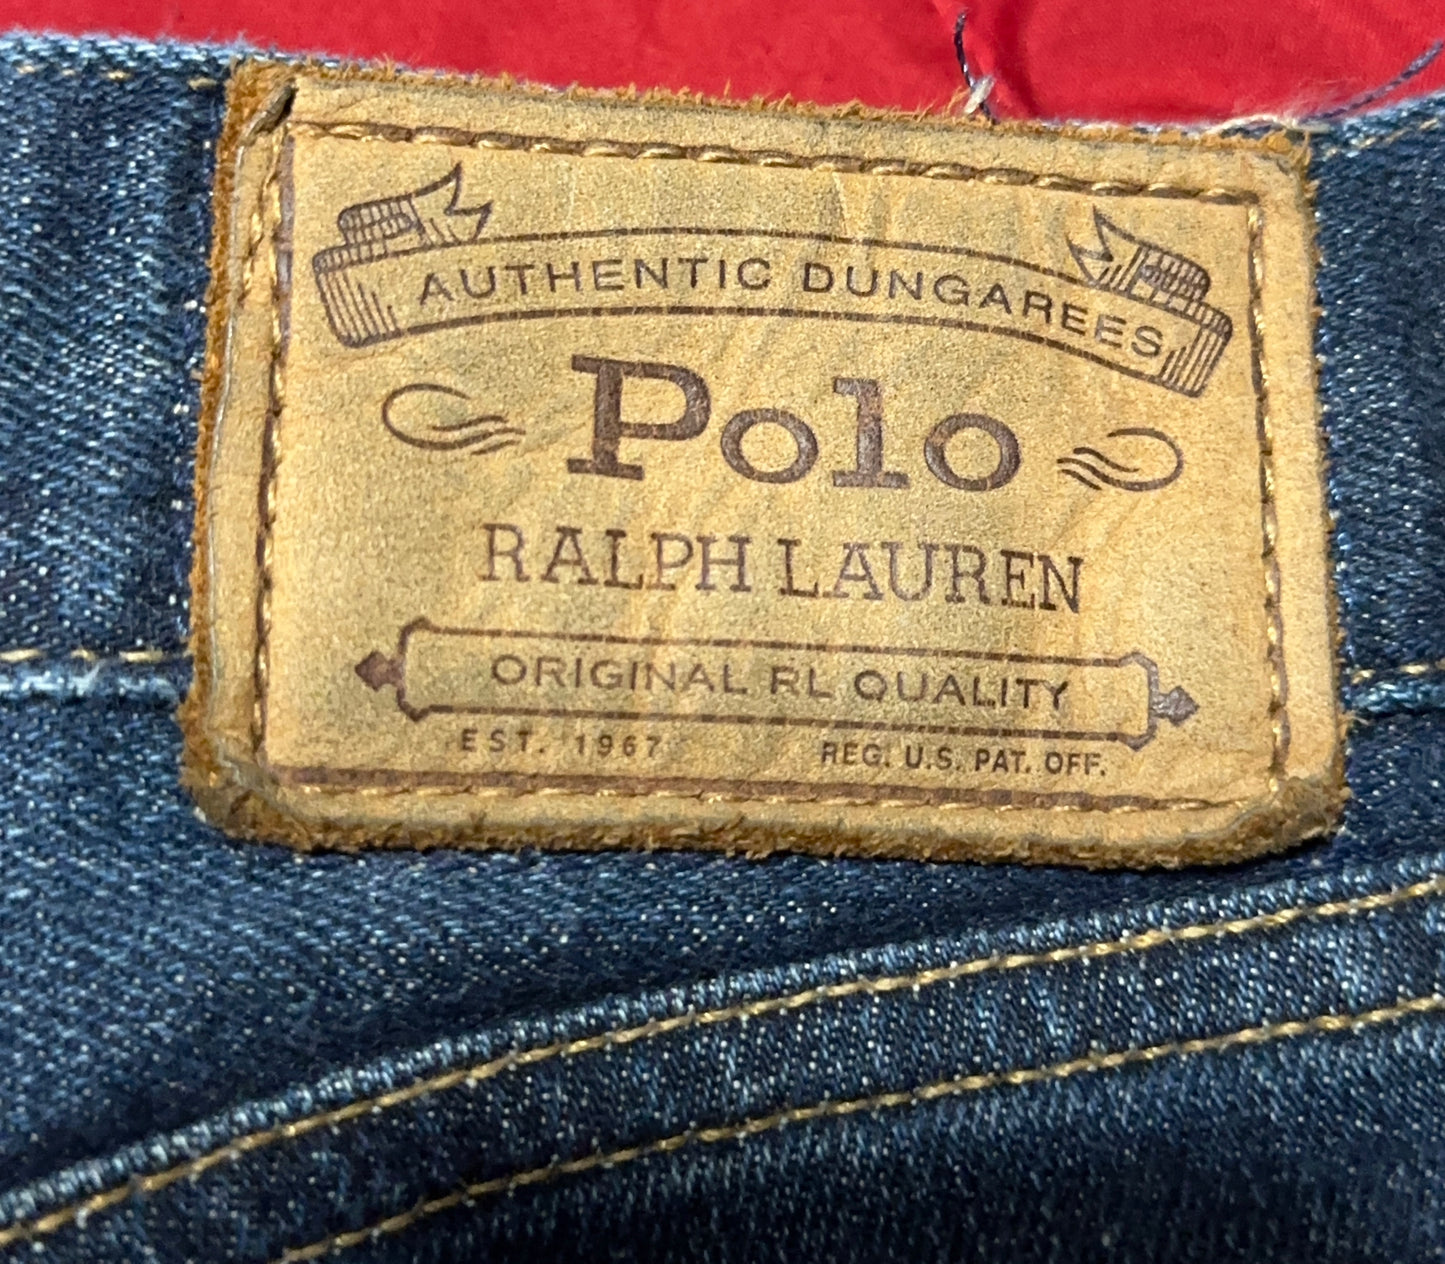 AUTHENTIC DUNGAREES
Polo
RALPH LAUREN
ORIGINAL RL QUALITY
EST. 1967 REG. U.S. PAT. OFF.